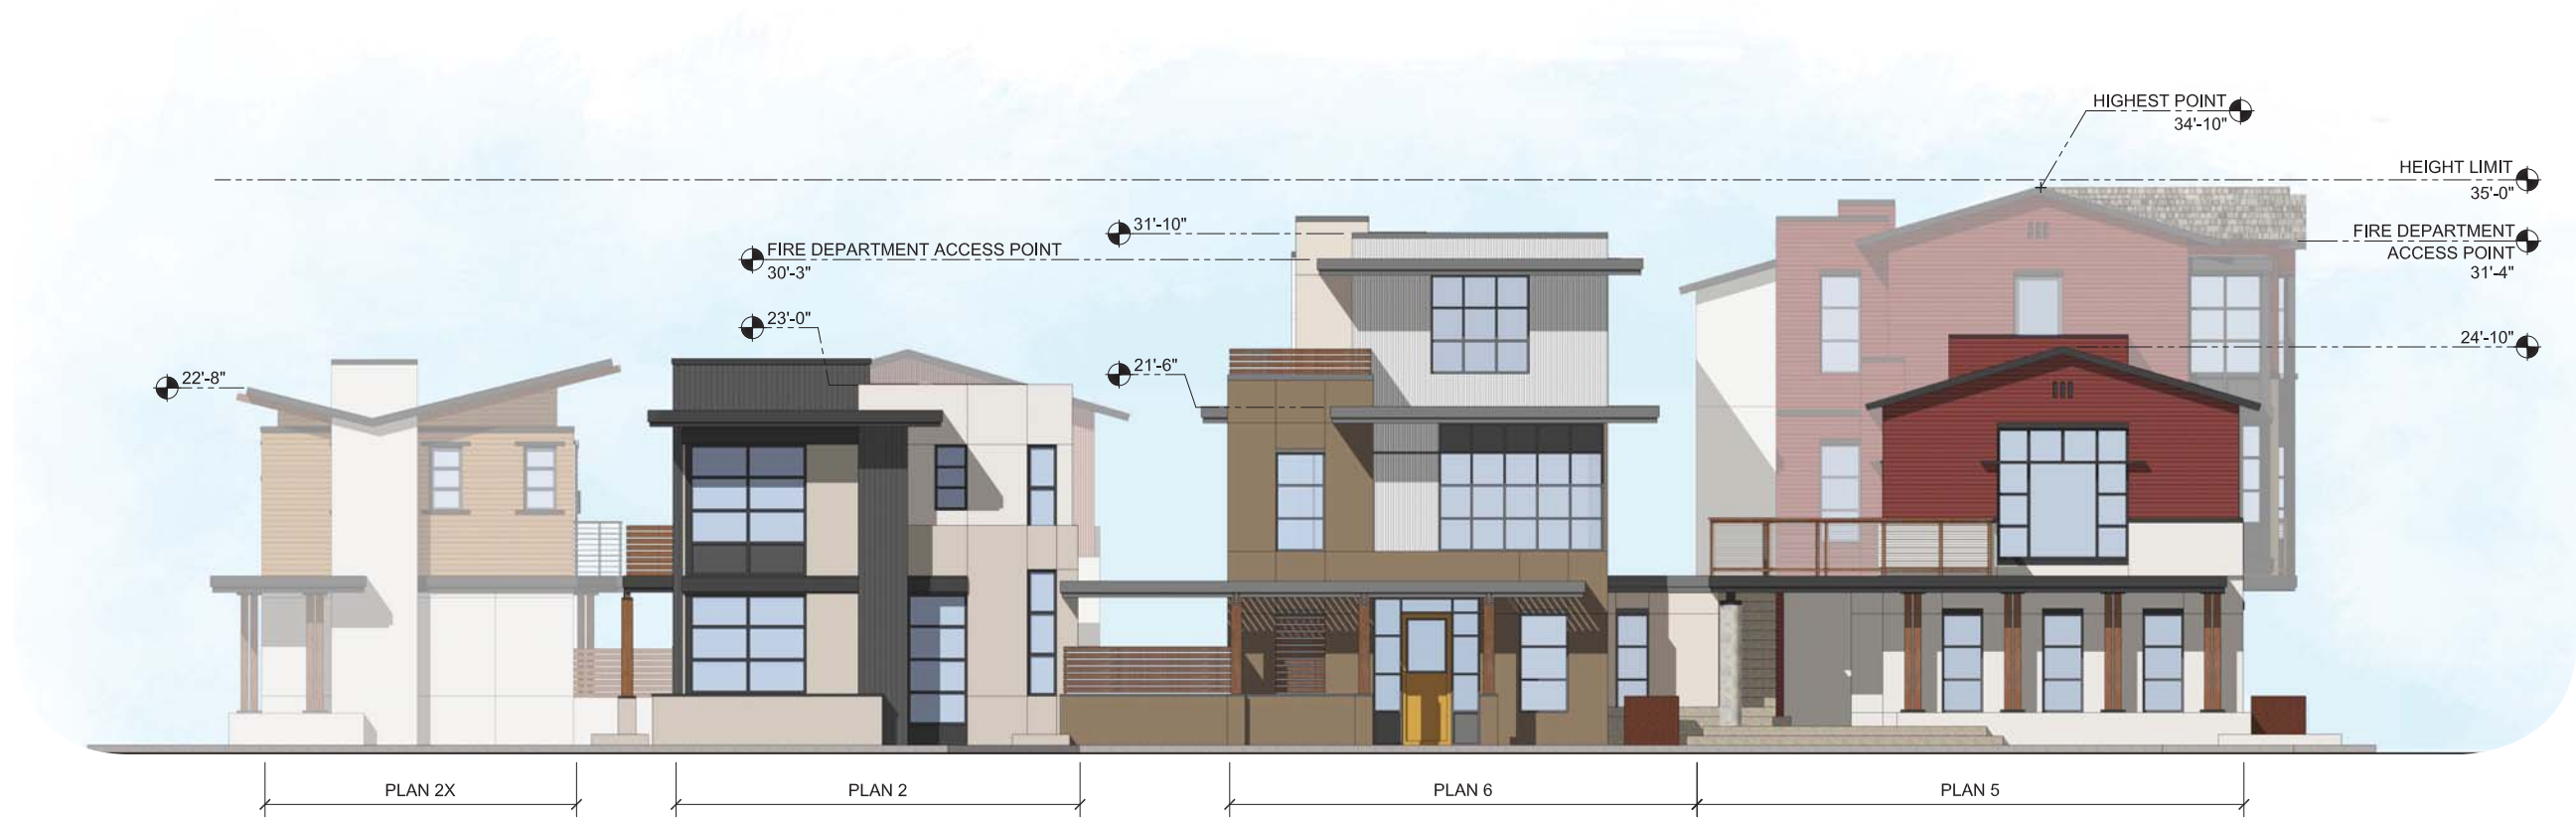 HIGHEST POINT
34'-10"
HEIGHT LIMIT
35'-0"
31'-10"
FIRE DEPARTMENT ACCESS POINT
30'-3"
FIRE DEPARTMENT
ACCESS POINT
31'-4"
23'-0"
24'-10"
22'-8"
21'-6"
PLAN 2X
PLAN 2
PLAN 6
PLAN 5